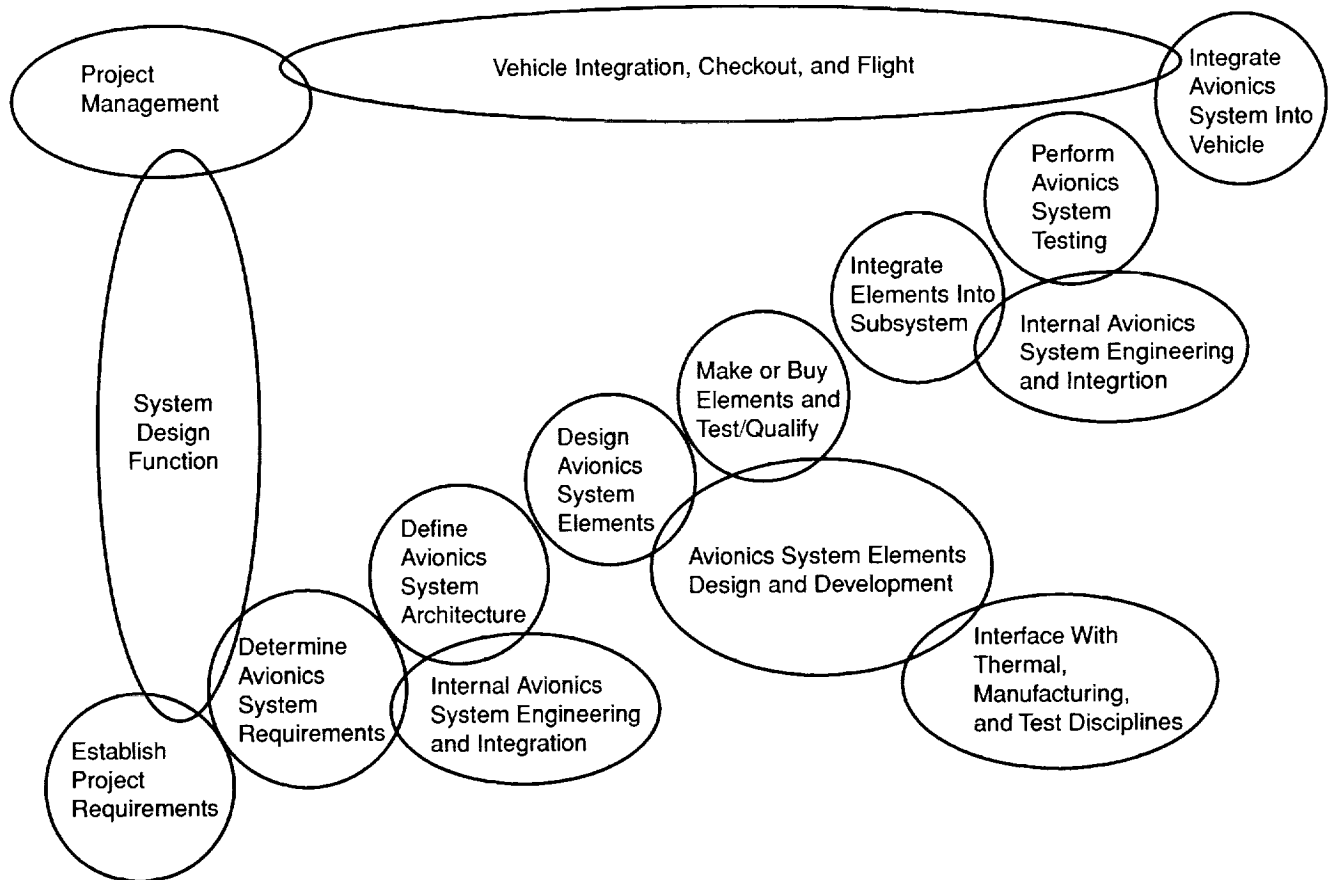 Project
Management
Vehicle Integration, Checkout, and Flight
Integrate
Avionics
System Into
Vehicle
Perform
Avionics
System
Testing
Integrate
Elements Into
Subsystem
Internal Avionics
System Engineering
and Integrtion
Make or Buy
Elements and
Test/Qualify
System
Design
Function
Design
Avionics
System
Elements
Define
Avionics
System
Architecture
Avionics System Elements
Design and Development
Determine
Avionics
System
Requirements
Internal Avionics
System Engineering
and Integration
Interface With
Thermal,
Manufacturing,
and Test Disciplines
Establish
Project
Requirements